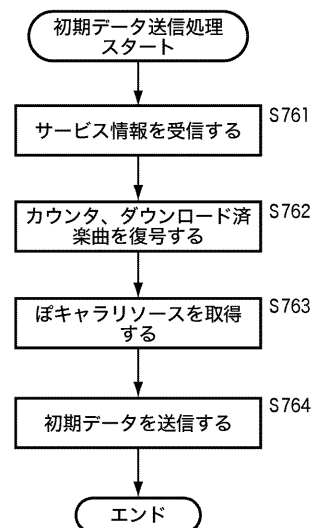 初期データ送信処理
スタート
S761
サービス情報を受信する
S762
カウンタ、ダウンロード済
楽曲を復号する
S763
ぽキャラリソースを取得
する
S764
初期データを送信する
エンド